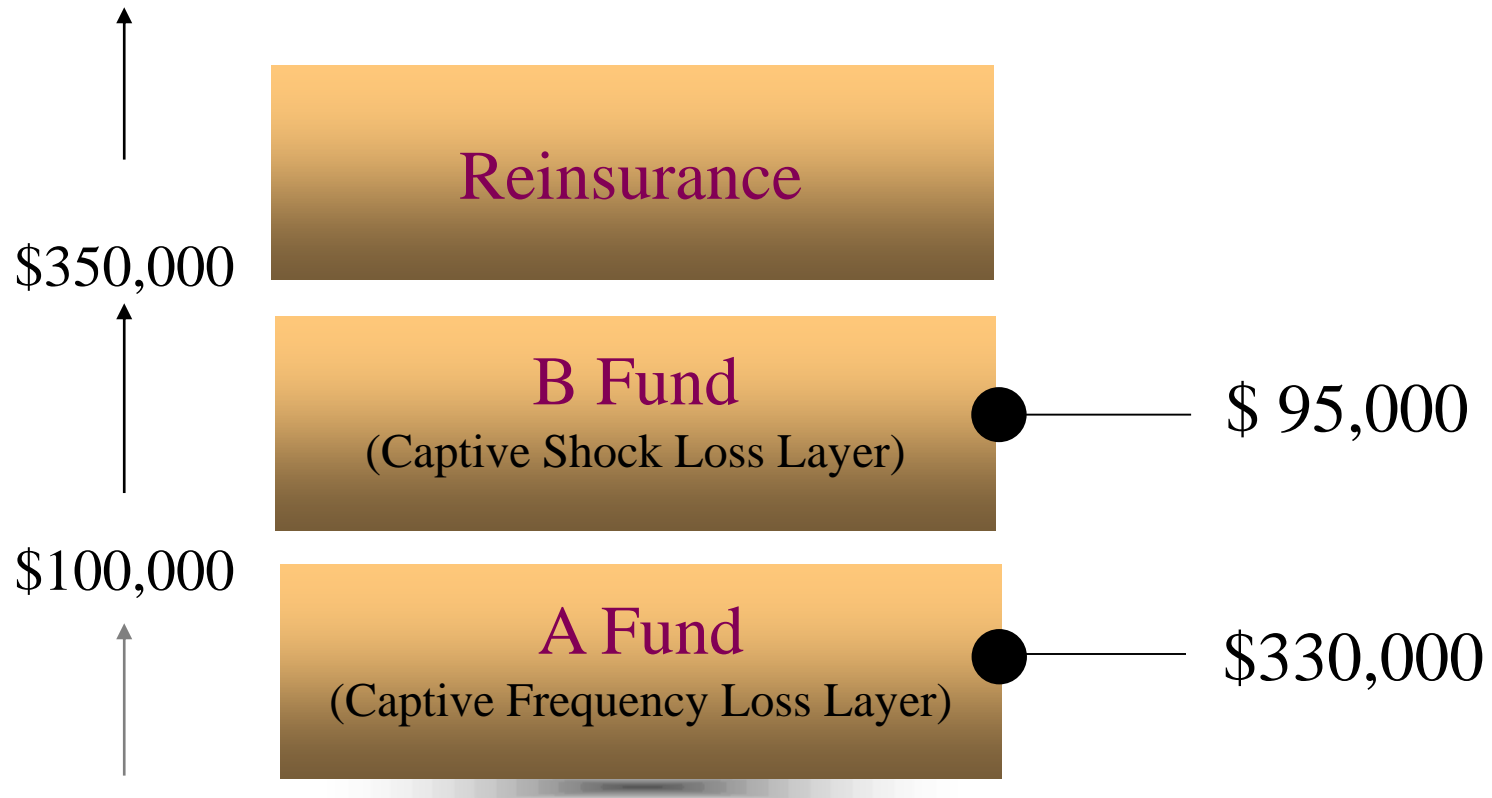 Reinsurance
$350,000
B Fund
(Captive Shock Loss Layer)
$ 95,000
$100,000
A Fund
(Captive Frequency Loss Layer)
$330,000